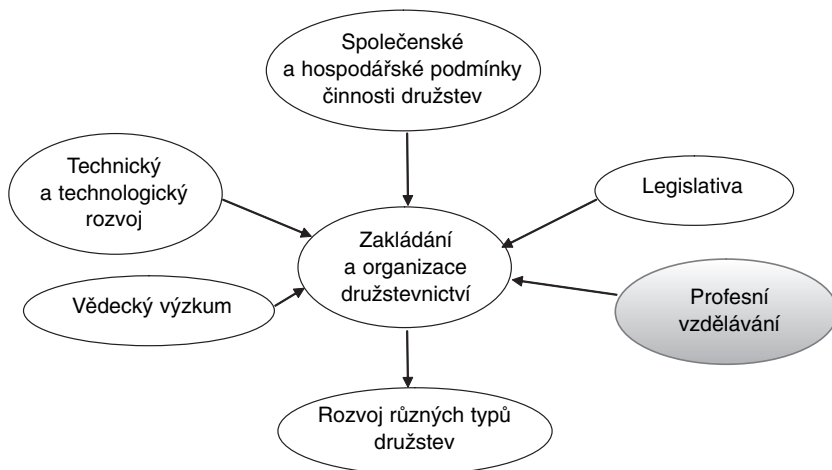 Společenské
a hospodářské podmínky
činnosti družstev
Technický
a technologický
rozvoj
Legislativa
Zakládání
a organizace
družstevnictví
Vědecký výzkum
Profesní
vzdělávání
Rozvoj různých typů
družstev